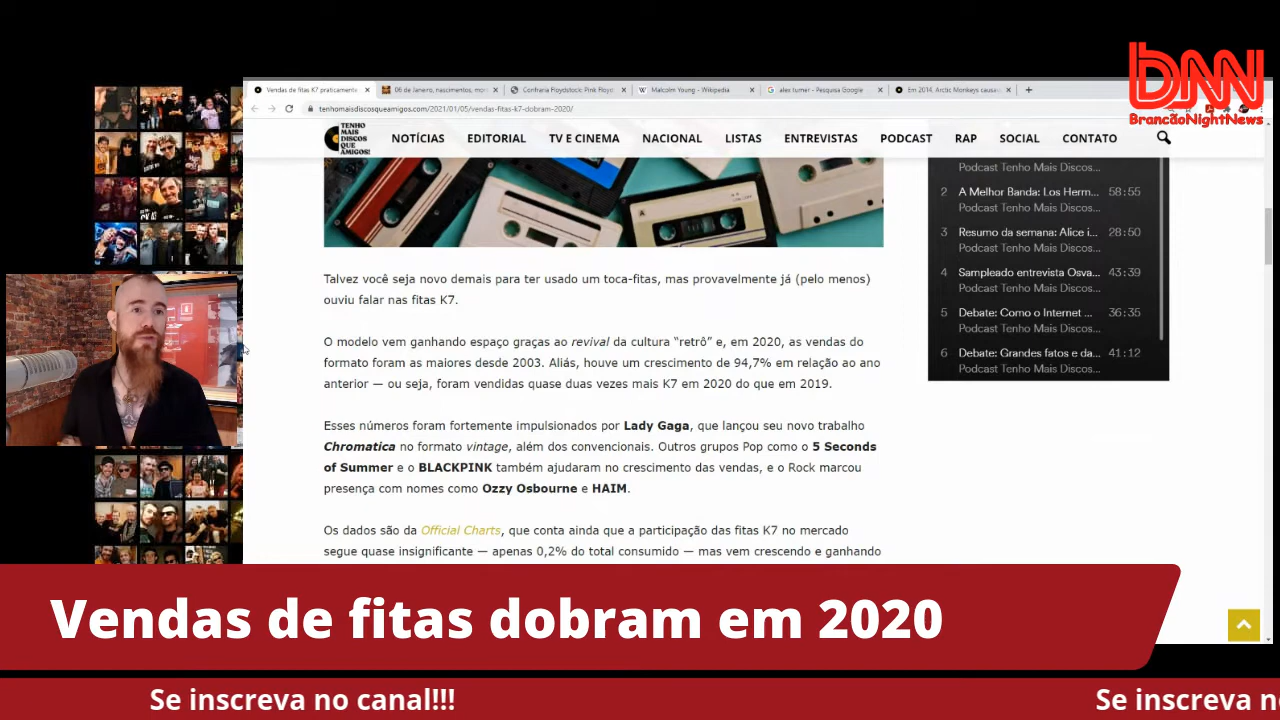 BNN
BrancãoNightNews
Vendas de fitas K7 praticamente
06 de Janeiro, nascimentos, mor
Confraria Floydstock: Pink Floyd
Malcolm Young - Wikipedia
alex turner - Pesquisa Google
Em 2014, Arctic Monkeys causav
tenhomaisdiscosqueamigos.com/2021/01/05/vendas-fitas-k7-dobram-2020/
TENHO
MAIS
DISCOS
QUE
AMIGOS!
NOTÍCIAS EDITORIAL TV E CINEMA NACIONAL LISTAS ENTREVISTAS PODCAST RAP SOCIAL CONTATO
Podcast Tenho Mais Discos...
2 A Melhor Banda: Los Herm... 58:55
Podcast Tenho Mais Discos...
3 Resumo da semana: Alice i... 28:50
Podcast Tenho Mais Discos...
4 Sampleado entrevista Osva... 43:39
Podcast Tenho Mais Discos...
5 Debate: Como o Internet ... 36:35
Podcast Tenho Mais Discos...
6 Debate: Grandes fatos e da... 41:12
Podcast Tenho Mais Discos...
Talvez você seja novo demais para ter usado um toca-fitas, mas provavelmente já (pelo menos)
ouviu falar nas fitas K7.
O modelo vem ganhando espaço graças ao revival da cultura “retrô” e, em 2020, as vendas do
formato foram as maiores desde 2003. Aliás, houve um crescimento de 94,7% em relação ao ano
anterior — ou seja, foram vendidas quase duas vezes mais K7 em 2020 do que em 2019.
Esses números foram fortemente impulsionados por Lady Gaga, que lançou seu novo trabalho
Chromatica no formato vintage, além dos convencionais. Outros grupos Pop como o 5 Seconds
of Summer e o BLACKPINK também ajudaram no crescimento das vendas, e o Rock marcou
presença com nomes como Ozzy Osbourne e HAIM.
Os dados são da Official Charts, que conta ainda que a participação das fitas K7 no mercado
segue quase insignificante — apenas 0,2% do total consumido — mas vem crescendo e ganhando
Vendas de fitas dobram em 2020
Se inscreva no canal!!! Se inscreva n